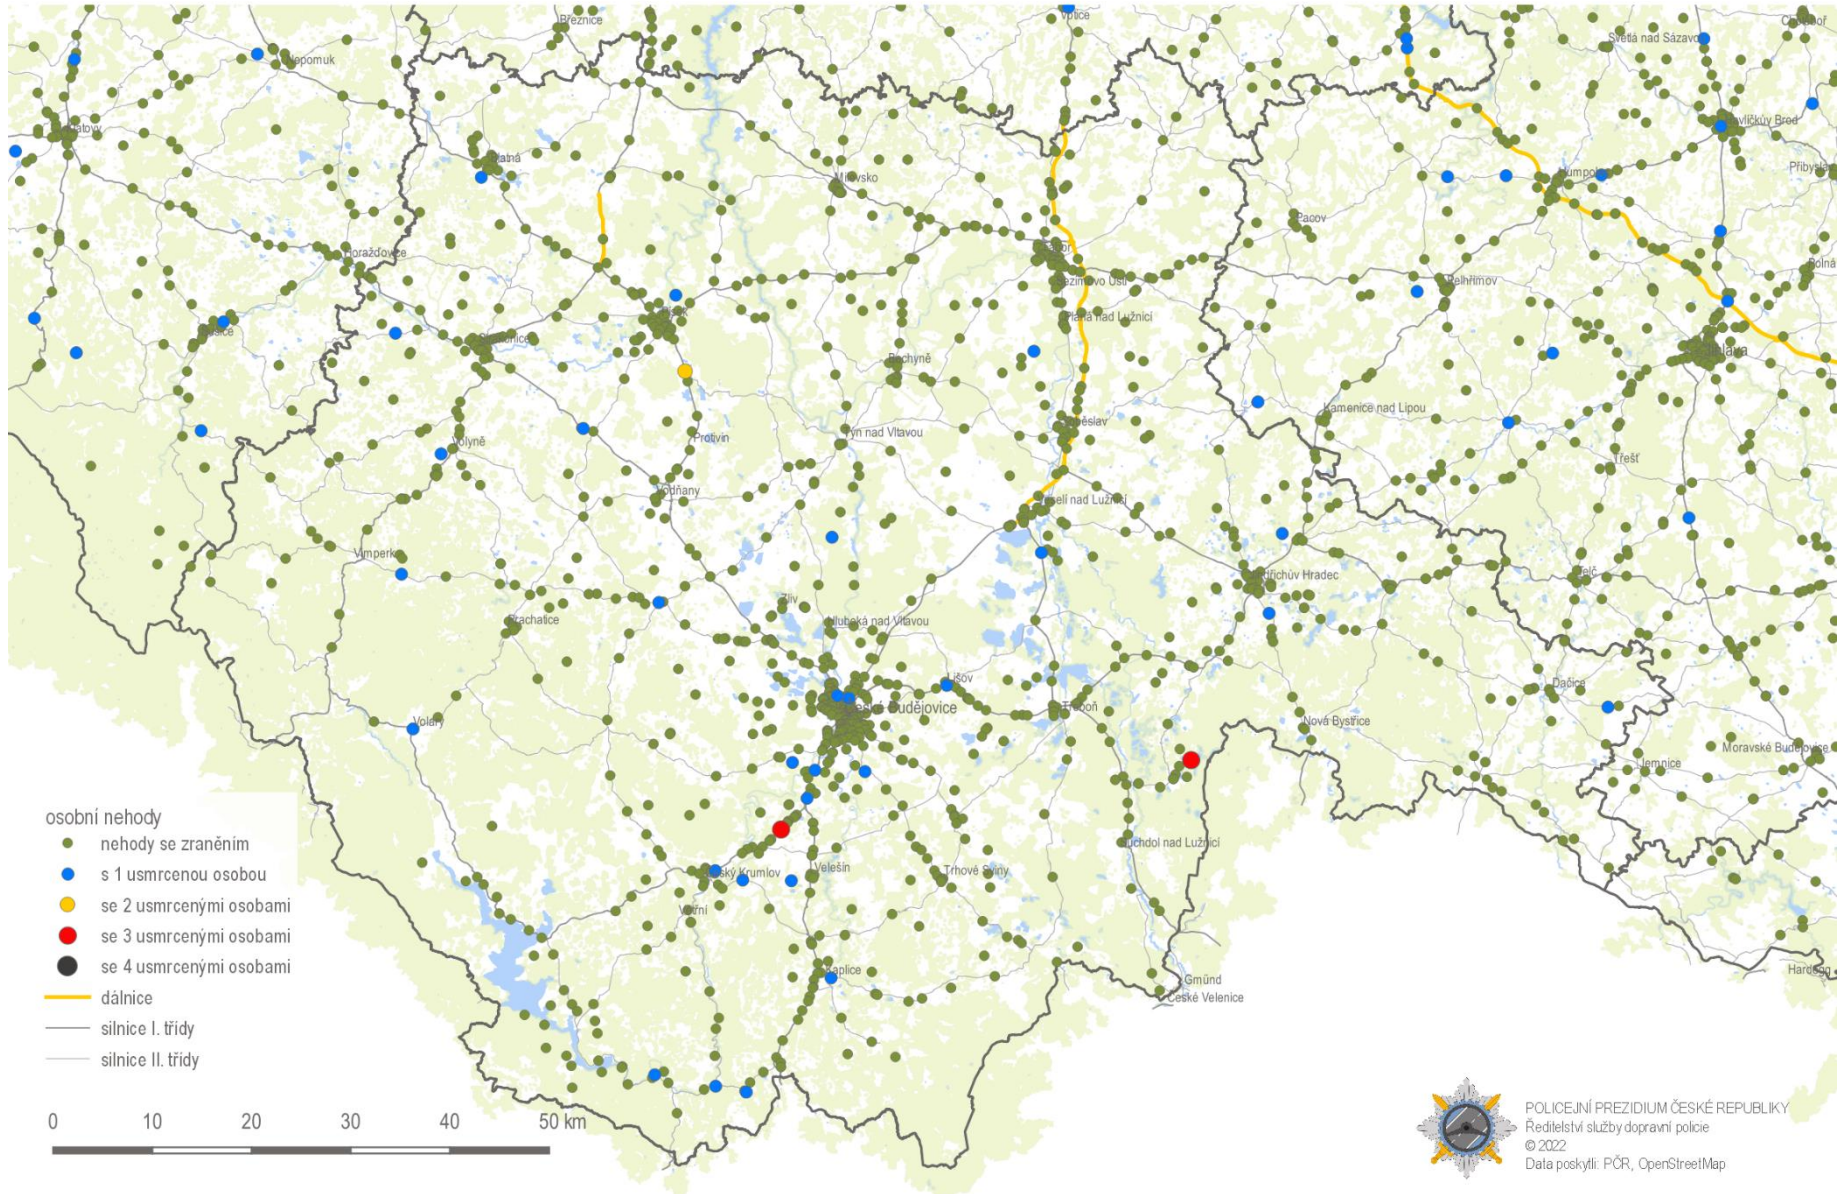 Březnice
Votice
Světlá nad Sázavou
Nepomuk
Klatovy
Havlíčkův Brod
Blatná
Milevsko
Humpolec
Přibyslav
Pacov
Horažďovice
Tábor
Sezimovo Ústí
Pelhřimov
Polná
Písek
Planá nad Lužnicí
Sušice
Strakonice
Bechyně
Jihlava
Kamenice nad Lipou
Soběslav
Týn nad Vltavou
Protivín
Volyně
Třešť
Vodňany
Veselí nad Lužnicí
Vimperk
Jindřichův Hradec
Telč
Zliv
Prachatice
Hluboká nad Vltavou
Lišov
Dačice
České Budějovice
Třeboň
Volary
Nová Bystřice
Moravské Budějovice
Jemnice
Suchdol nad Lužnicí
Velešín
Český Krumlov
Trhové Sviny
Větřní
Kaplice
Gmünd
České Velenice
Hardegg
osobní nehody
nehody se zraněním
s 1 usmrcenou osobou
se 2 usmrcenými osobami
se 3 usmrcenými osobami
se 4 usmrcenými osobami
dálnice
silnice I. třídy
silnice II. třídy
0 10 20 30 40 50 km
POLICEJNÍ PREZIDIUM ČESKÉ REPUBLIKY
Ředitelství služby dopravní policie
© 2022
Data poskytli: PČR, OpenStreetMap